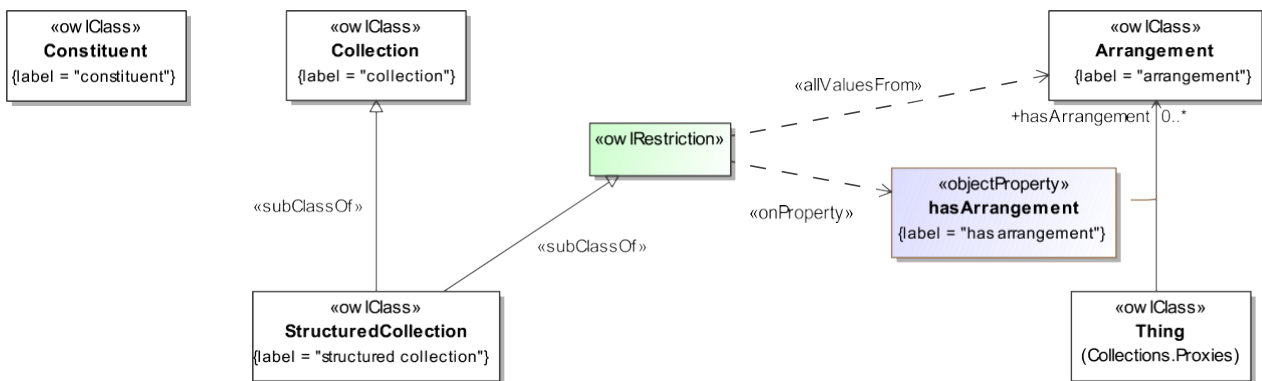 «owlClass»
Constituent
{label = "constituent"}
«owlClass»
Collection
{label = "collection"}
«owlClass»
Arrangement
{label = "arrangement"}
«allValuesFrom»
+hasArrangement 0..*
«owlRestriction»
«objectProperty»
hasArrangement
{label = "has arrangement"}
«onProperty»
«subClassOf»
«subClassOf»
«owlClass»
StructuredCollection
{label = "structured collection"}
«owlClass»
Thing
(Collections.Proxies)